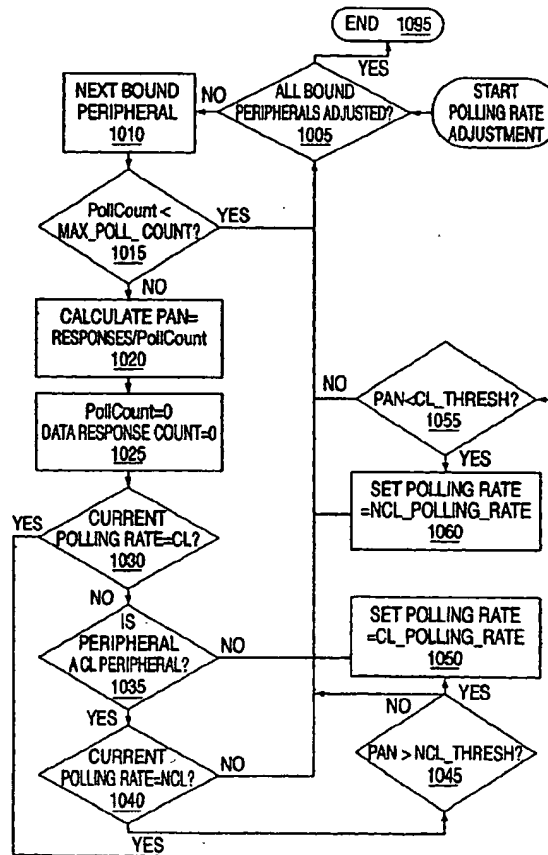 END 1095
YES
START
POLLING RATE
ADJUSTMENT
ALL BOUND
PERIPHERALS ADJUSTED?
1005
NO
NEXT BOUND
PERIPHERAL
1010
PollCount <
MAX_POLL_COUNT?
1015
YES
NO
CALCULATE PAN=
RESPONSES/PollCount
1020
PollCount=0
DATA RESPONSE COUNT=0
1025
NO
PAN<CL_THRESH?
1055
YES
SET POLLING RATE
=NCL_POLLING_RATE
1060
YES
CURRENT
POLLING RATE=CL?
1030
NO
IS
PERIPHERAL
A CL PERIPHERAL?
1035
NO
YES
SET POLLING RATE
=CL_POLLING_RATE
1050
NO
YES
CURRENT
POLLING RATE=NCL?
1040
NO
YES
PAN > NCL_THRESH?
1045